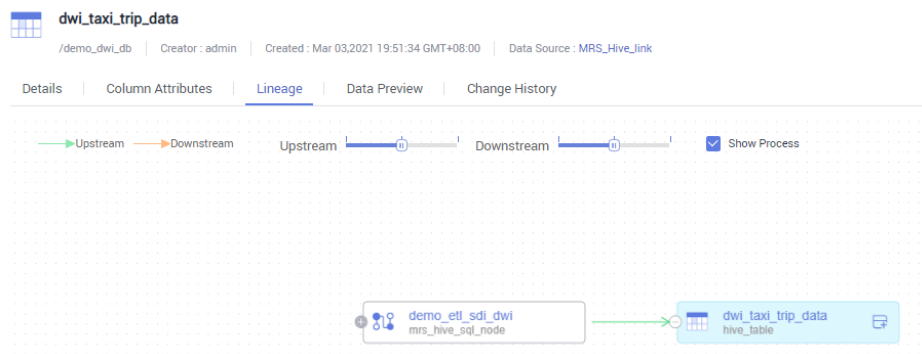 dwi_taxi_trip_data
/demo_dwi_db Creator : admin Created : Mar 03,2021 19:51:34 GMT+08:00 Data Source : MRS_Hive_link
Details Column Attributes Lineage Data Preview Change History
Upstream Downstream Upstream Downstream Show Process
demo_etl_sdi_dwi dwi_taxi_trip_data
mrs_hive_sql_node hive_table